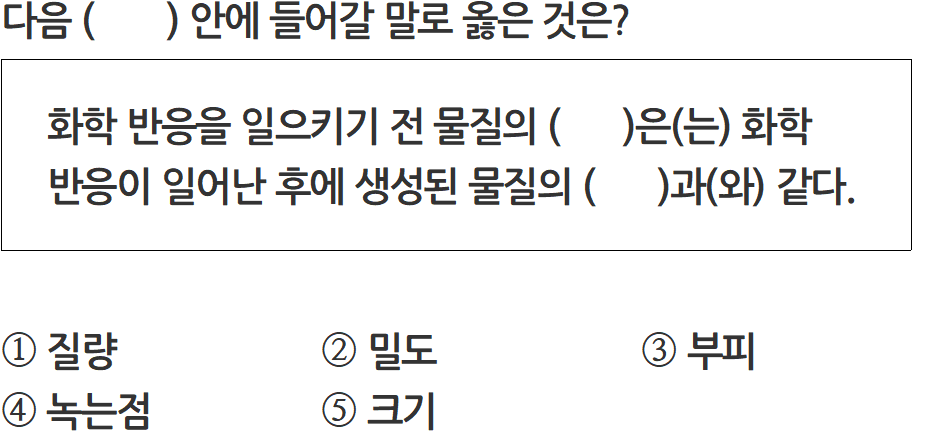 다음 (      ) 안에 들어갈 말로 옳은 것은?
화학 반응을 일으키기 전 물질의 (      )은(는) 화학
반응이 일어난 후에 생성된 물질의 (      )과(와) 같다.
① 질량 ② 밀도 ③ 부피
④ 녹는점 ⑤ 크기